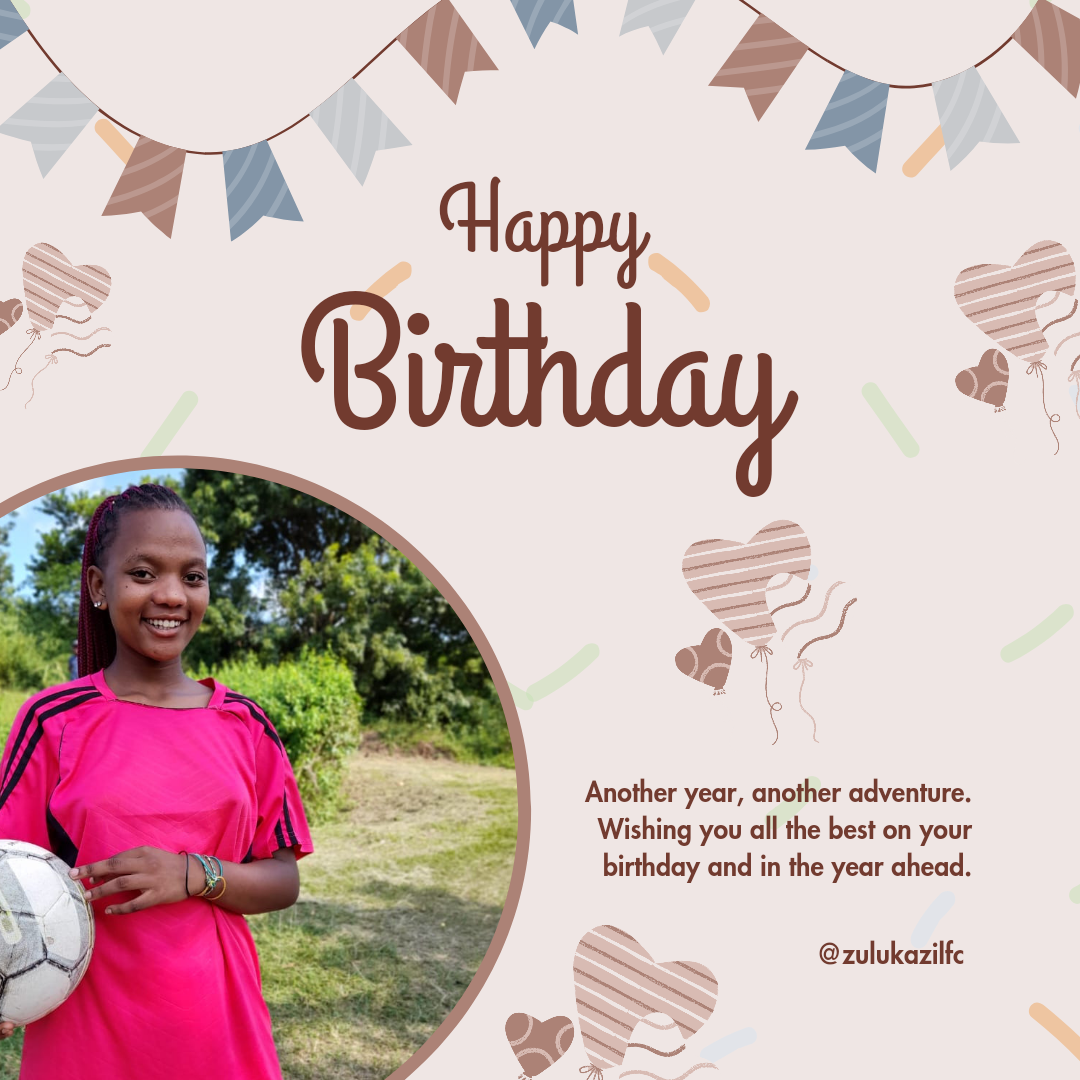 Happy
Birthday
Another year, another adventure.
Wishing you all the best on your
birthday and in the year ahead.
@zulukazilfc